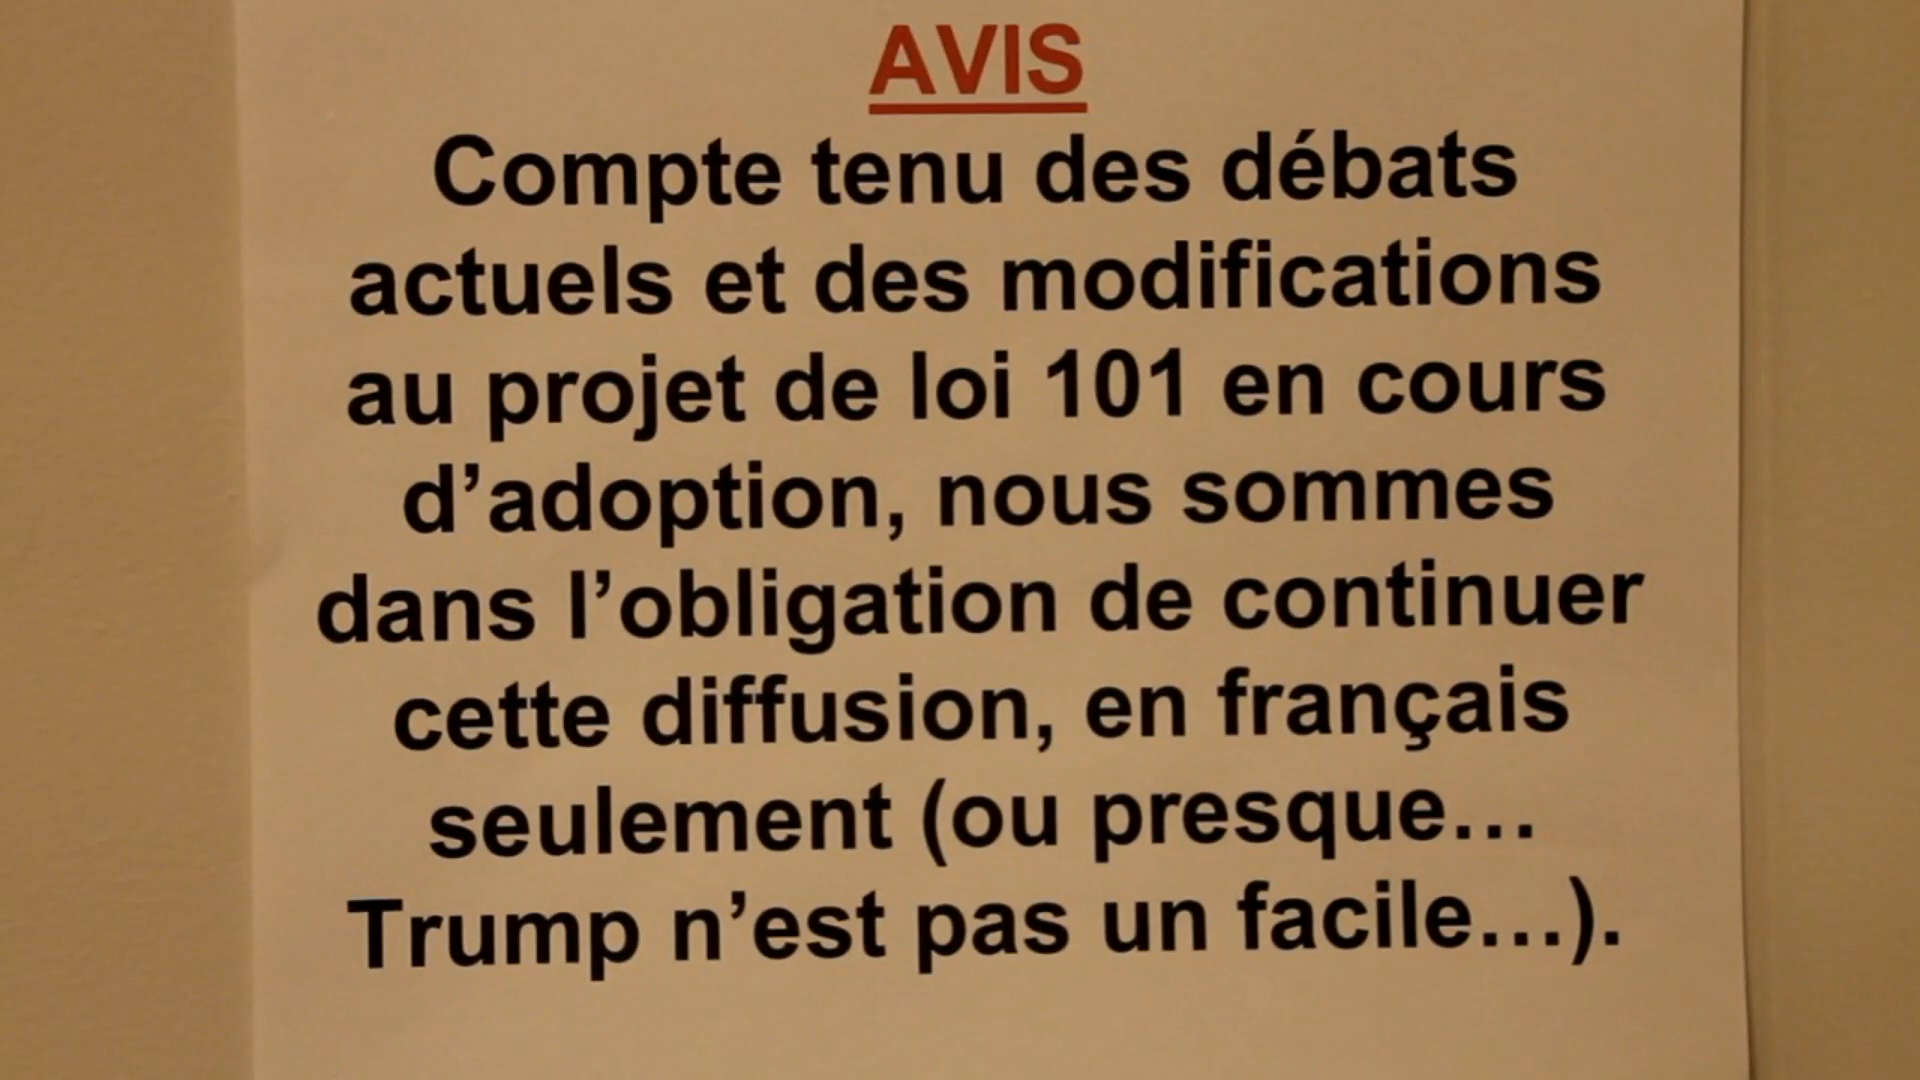 AVIS
Compte tenu des débats
actuels et des modifications
au projet de loi 101 en cours
d’adoption, nous sommes
dans l’obligation de continuer
cette diffusion, en français
seulement (ou presque…
Trump n’est pas un facile…).